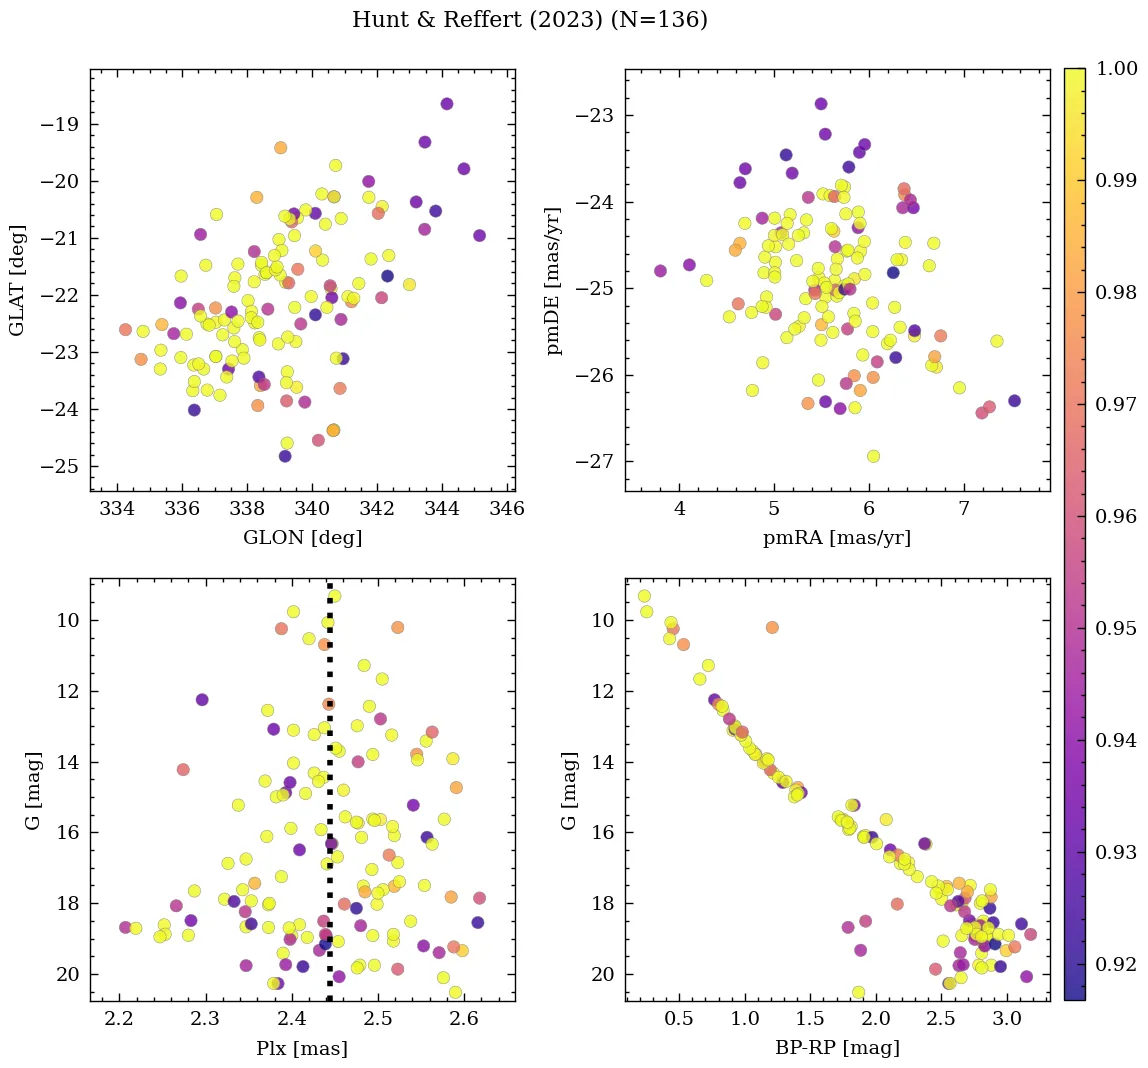 Hunt & Reffert (2023) (N=136)
−19
−20
−21
−22
−23
−24
−25
GLAT [deg]
334 336 338 340 342 344 346
GLON [deg]
−23
−24
−25
−26
−27
pmDE [mas/yr]
4 5 6 7
pmRA [mas/yr]
10
12
14
16
18
20
G [mag]
2.2 2.3 2.4 2.5 2.6
Plx [mas]
10
12
14
16
18
20
G [mag]
0.5 1.0 1.5 2.0 2.5 3.0
BP-RP [mag]
1.00
0.99
0.98
0.97
0.96
0.95
0.94
0.93
0.92